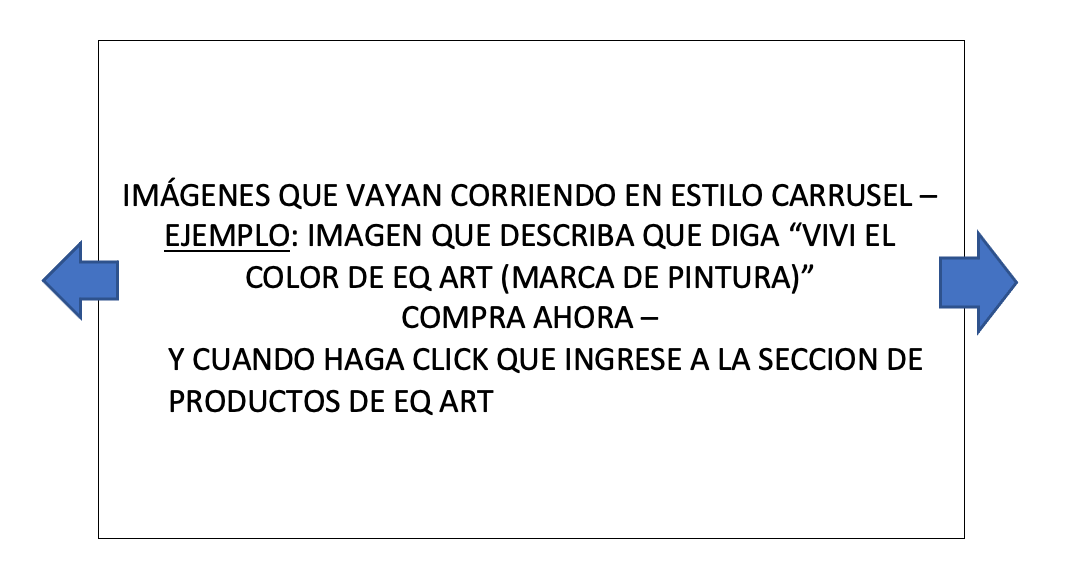 IMÁGENES QUE VAYAN CORRIENDO EN ESTILO CARRUSEL –
EJEMPLO: IMAGEN QUE DESCRIBA QUE DIGA “VIVI EL
COLOR DE EQ ART (MARCA DE PINTURA)”
COMPRA AHORA –
Y CUANDO HAGA CLICK QUE INGRESE A LA SECCION DE
PRODUCTOS DE EQ ART